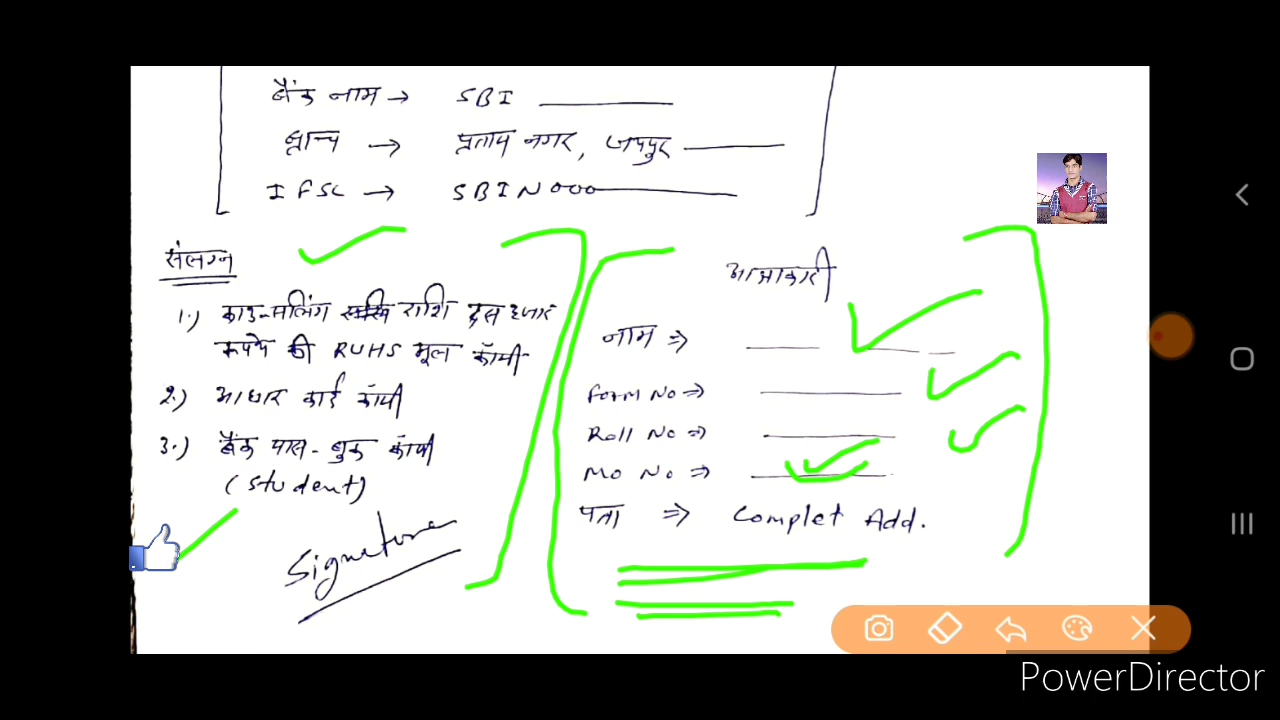 बैंक नाम → SBI
ब्रान्च → प्रताप नगर, जयपुर
IFSC → SBIN000
संलग्न
1.) काउन्सलिंग राशि दस हजार
रूपये की RUHS मूल कॉपी
2.) आधार कार्ड कॉपी
3.) बैंक पास-बुक कॉपी
(Student)
Signature
आज्ञाकारी
नाम ⇒
Form No ⇒
Roll No ⇒
Mo No ⇒
पता ⇒ Complet Add.
PowerDirector